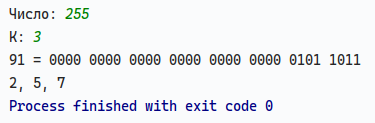 Число: 255
К: 3
91 = 0000 0000 0000 0000 0000 0000 0101 1011
2, 5, 7
Process finished with exit code 0